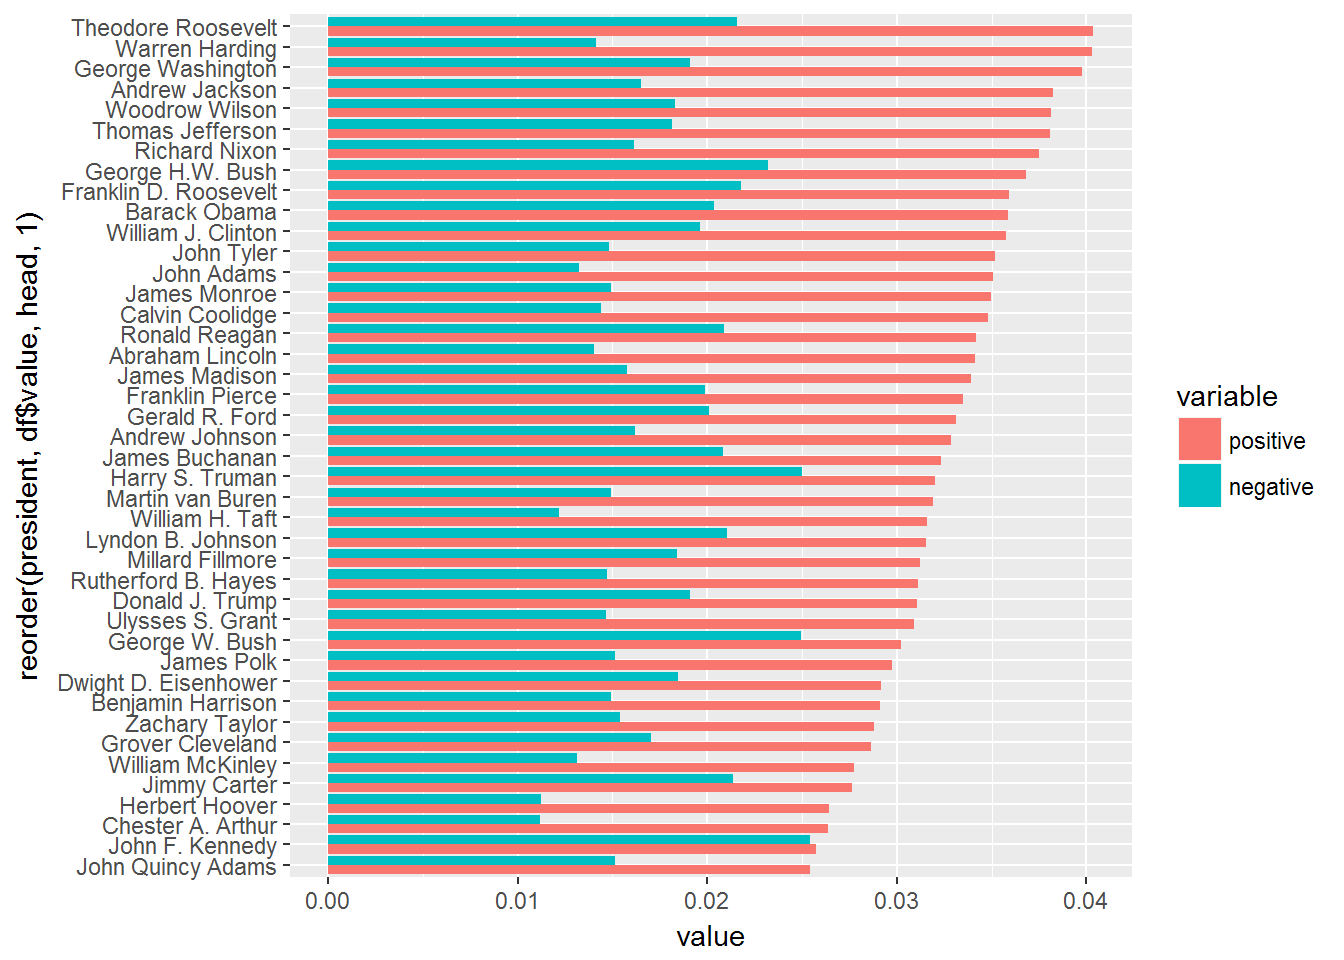 Theodore Roosevelt
Warren Harding
George Washington
Andrew Jackson
Woodrow Wilson
Thomas Jefferson
Richard Nixon
George H.W. Bush
Franklin D. Roosevelt
Barack Obama
William J. Clinton
John Tyler
John Adams
James Monroe
Calvin Coolidge
Ronald Reagan
Abraham Lincoln
James Madison
Franklin Pierce
Gerald R. Ford
Andrew Johnson
James Buchanan
Harry S. Truman
Martin van Buren
William H. Taft
Lyndon B. Johnson
Millard Fillmore
Rutherford B. Hayes
Donald J. Trump
Ulysses S. Grant
George W. Bush
James Polk
Dwight D. Eisenhower
Benjamin Harrison
Zachary Taylor
Grover Cleveland
William McKinley
Jimmy Carter
Herbert Hoover
Chester A. Arthur
John F. Kennedy
John Quincy Adams
reorder(president, df$value, head, 1)
0.00 0.01 0.02 0.03 0.04
value
variable
positive
negative